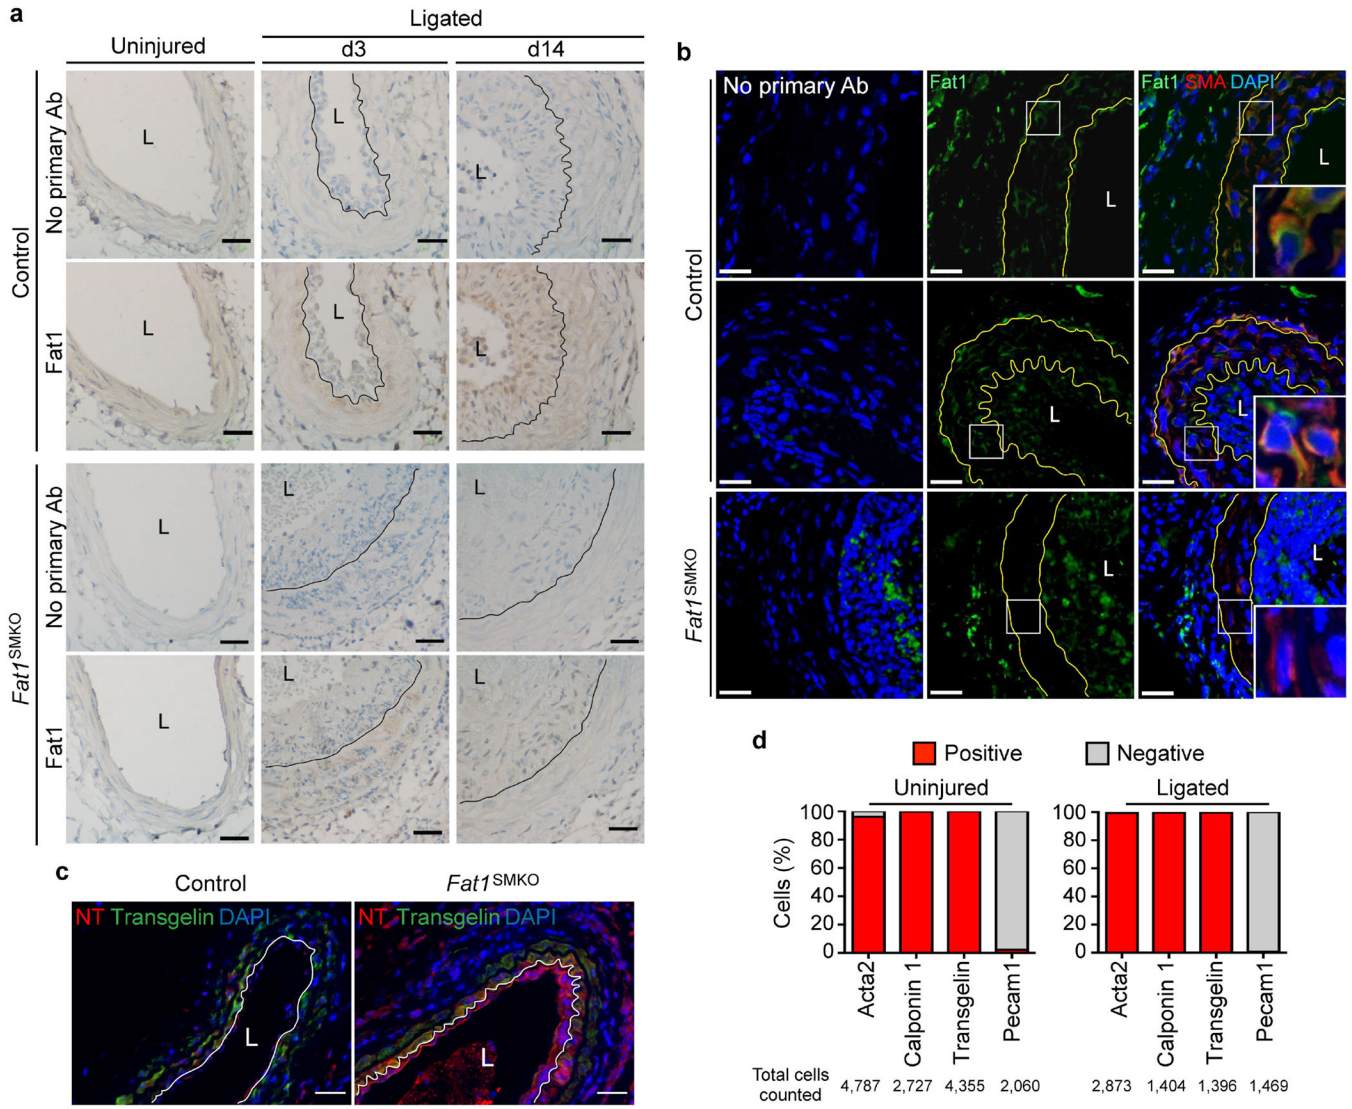 a
Ligated
Uninjured
d3
d14
Control
No primary Ab
L
L
L
Fat1
L
L
L
Fat1SMKO
No primary Ab
L
L
L
Fat1
L
L
L
b
Control
No primary Ab
Fat1
L
Fat1 SMA DAPI
L
L
L
Fat1SMKO
L
L
c
Control
Fat1SMKO
NT Transgelin DAPI
L
NT Transgelin DAPI
L
d
Positive
Negative
Uninjured
Ligated
Cells (%)
100
80
60
40
20
0
Acta2
Calponin 1
Transgelin
Pecam1
100
80
60
40
20
0
Acta2
Calponin 1
Transgelin
Pecam1
Total cells
counted
4,787 2,727 4,355 2,060
2,873 1,404 1,396 1,469